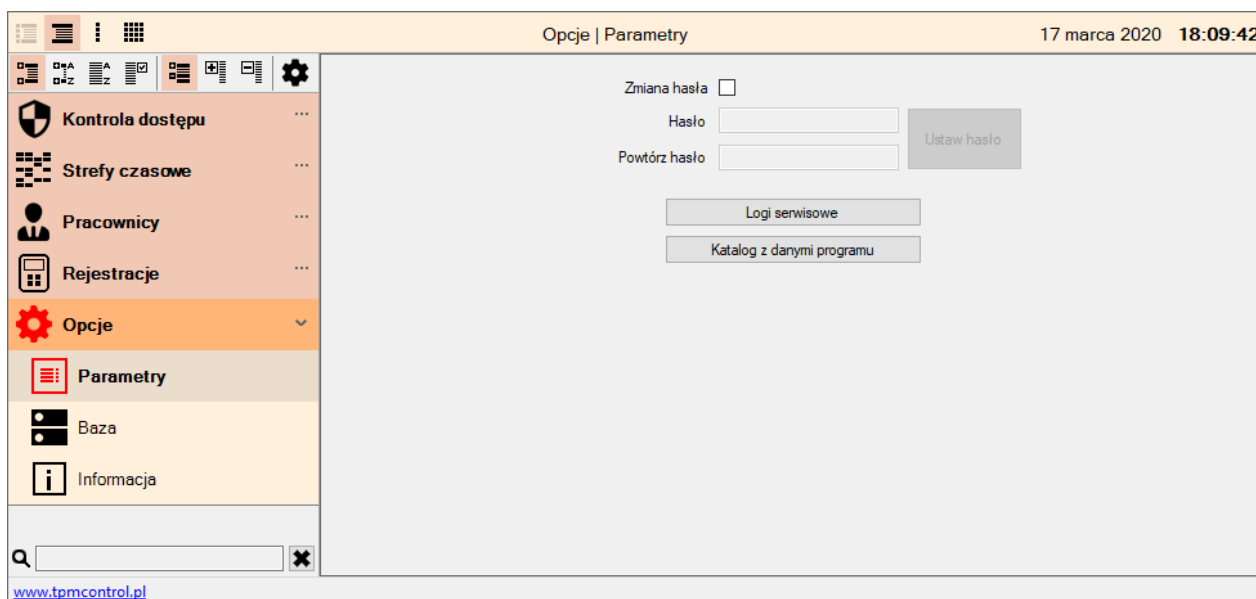 Opcje | Parametry
17 marca 2020 18:09:42
Kontrola dostępu
Strefy czasowe
Pracownicy
Rejestracje
Opcje
Parametry
Baza
Informacja
www.tpmcontrol.pl
Zmiana hasła
Hasło
Powtórz hasło
Ustaw hasło
Logi serwisowe
Katalog z danymi programu